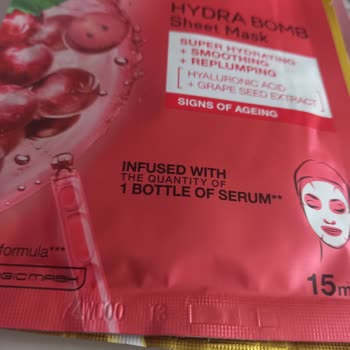 HYDRA BOMB
Sheet Mask
SUPER HYDRATING
+ SMOOTHING
+ REPLUMPING
HYALURONIC ACID
+ GRAPE SEED EXTRACT
SIGNS OF AGEING
INFUSED WITH
THE QUANTITY OF
1 BOTTLE OF SERUM**
formula***
15m